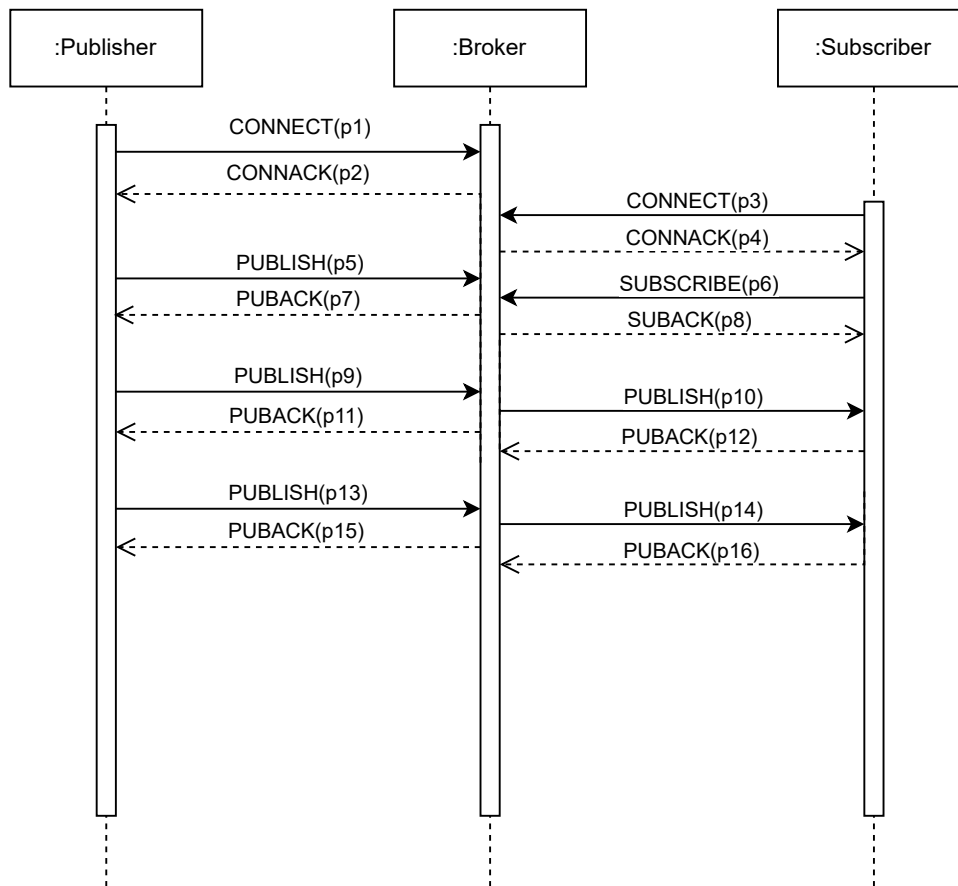 :Publisher
:Broker
:Subscriber
CONNECT(p1)
CONNACK(p2)
CONNECT(p3)
CONNACK(p4)
PUBLISH(p5)
SUBSCRIBE(p6)
PUBACK(p7)
SUBACK(p8)
PUBLISH(p9)
PUBLISH(p10)
PUBACK(p11)
PUBACK(p12)
PUBLISH(p13)
PUBLISH(p14)
PUBACK(p15)
PUBACK(p16)